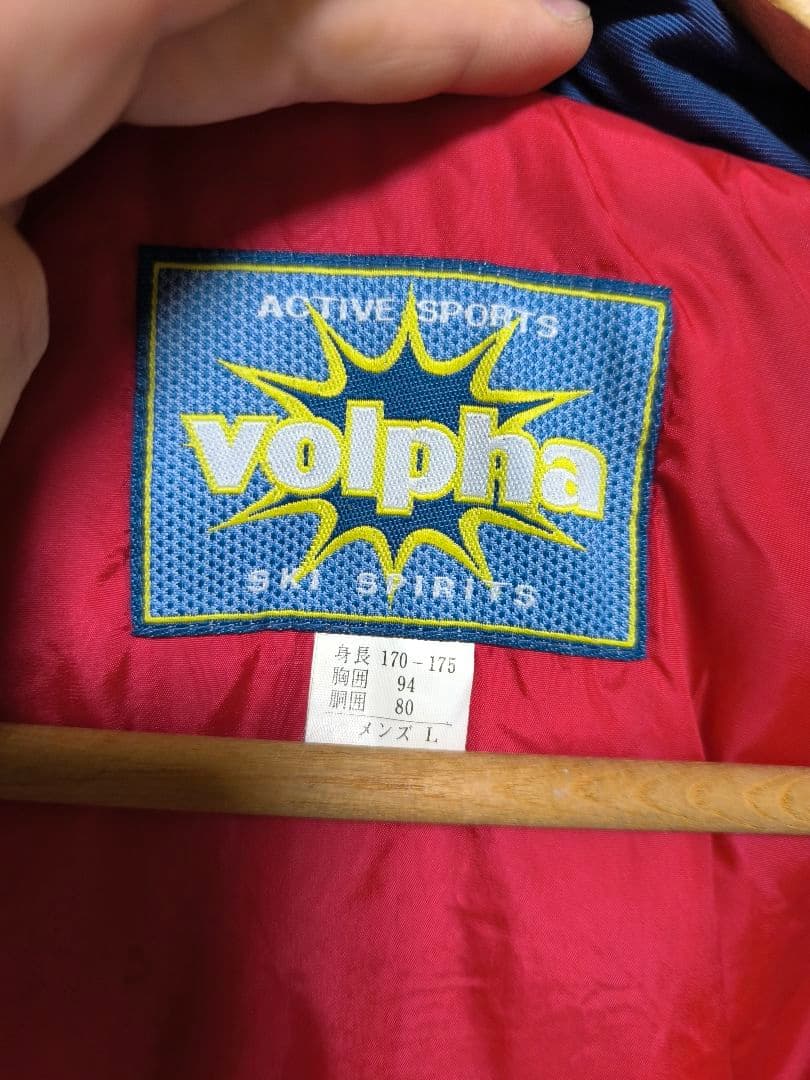 ACTIVE SPORTS
volpha
SKI SPIRITS
身長 170-175
胸囲 94
胴囲 80
メンズ L